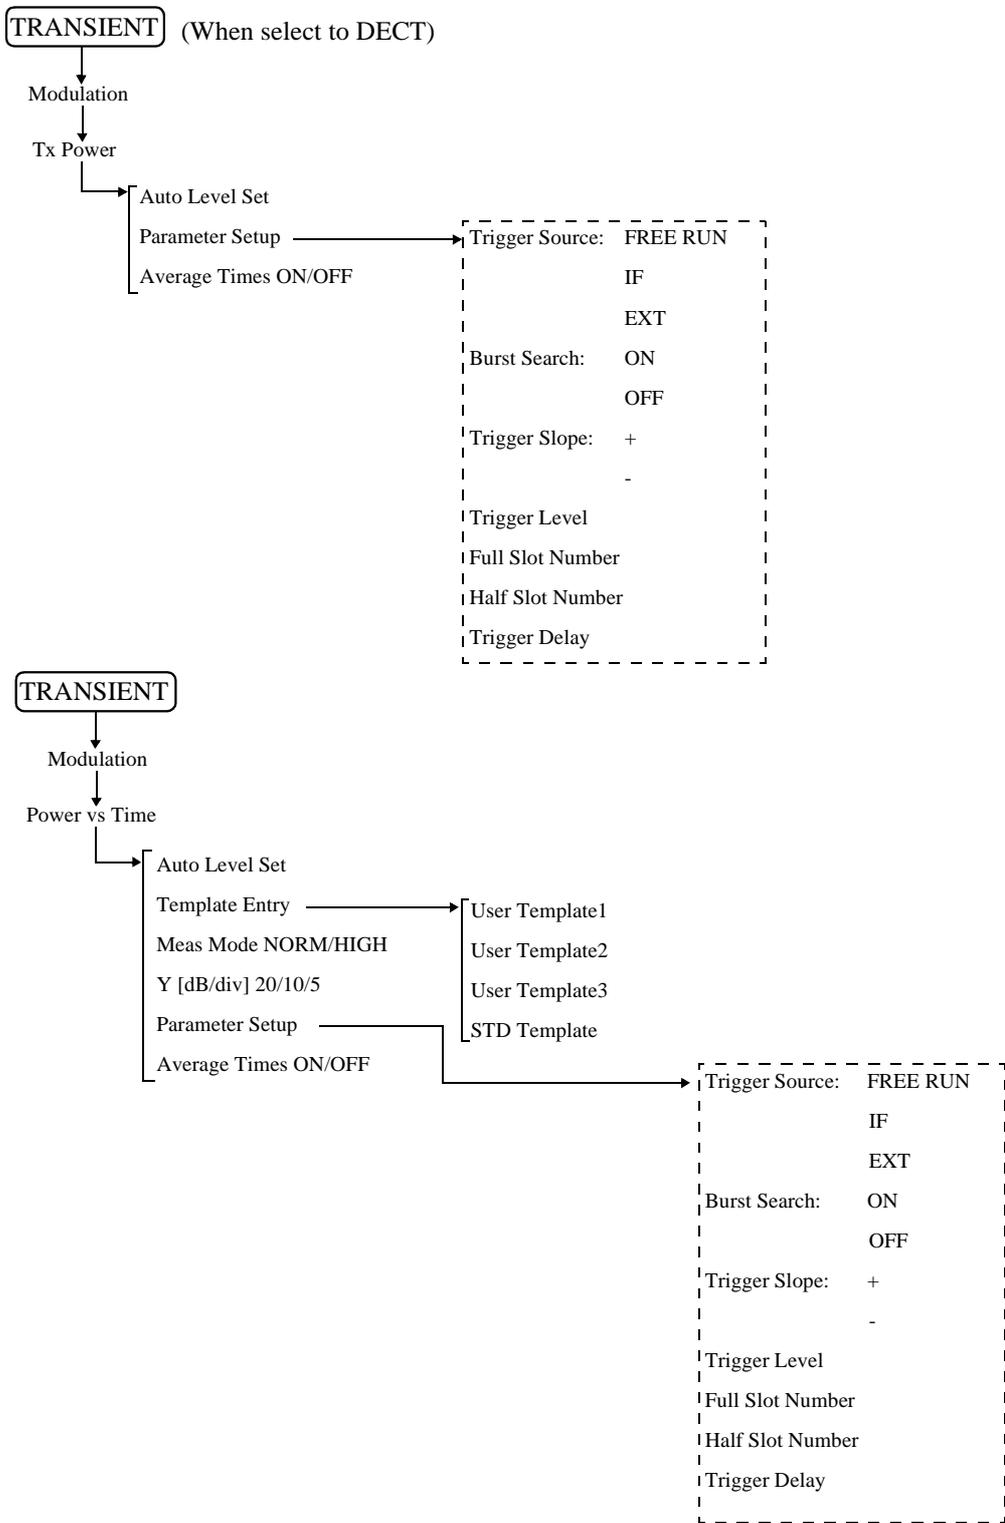 TRANSIENT (When select to DECT)
Modulation
Tx Power
Auto Level Set
Parameter Setup
Average Times ON/OFF
Trigger Source: FREE RUN
IF
EXT
Burst Search: ON
OFF
Trigger Slope: +
-
Trigger Level
Full Slot Number
Half Slot Number
Trigger Delay
TRANSIENT
Modulation
Power vs Time
Auto Level Set
Template Entry
Meas Mode NORM/HIGH
Y [dB/div] 20/10/5
Parameter Setup
Average Times ON/OFF
User Template1
User Template2
User Template3
STD Template
Trigger Source: FREE RUN
IF
EXT
Burst Search: ON
OFF
Trigger Slope: +
-
Trigger Level
Full Slot Number
Half Slot Number
Trigger Delay